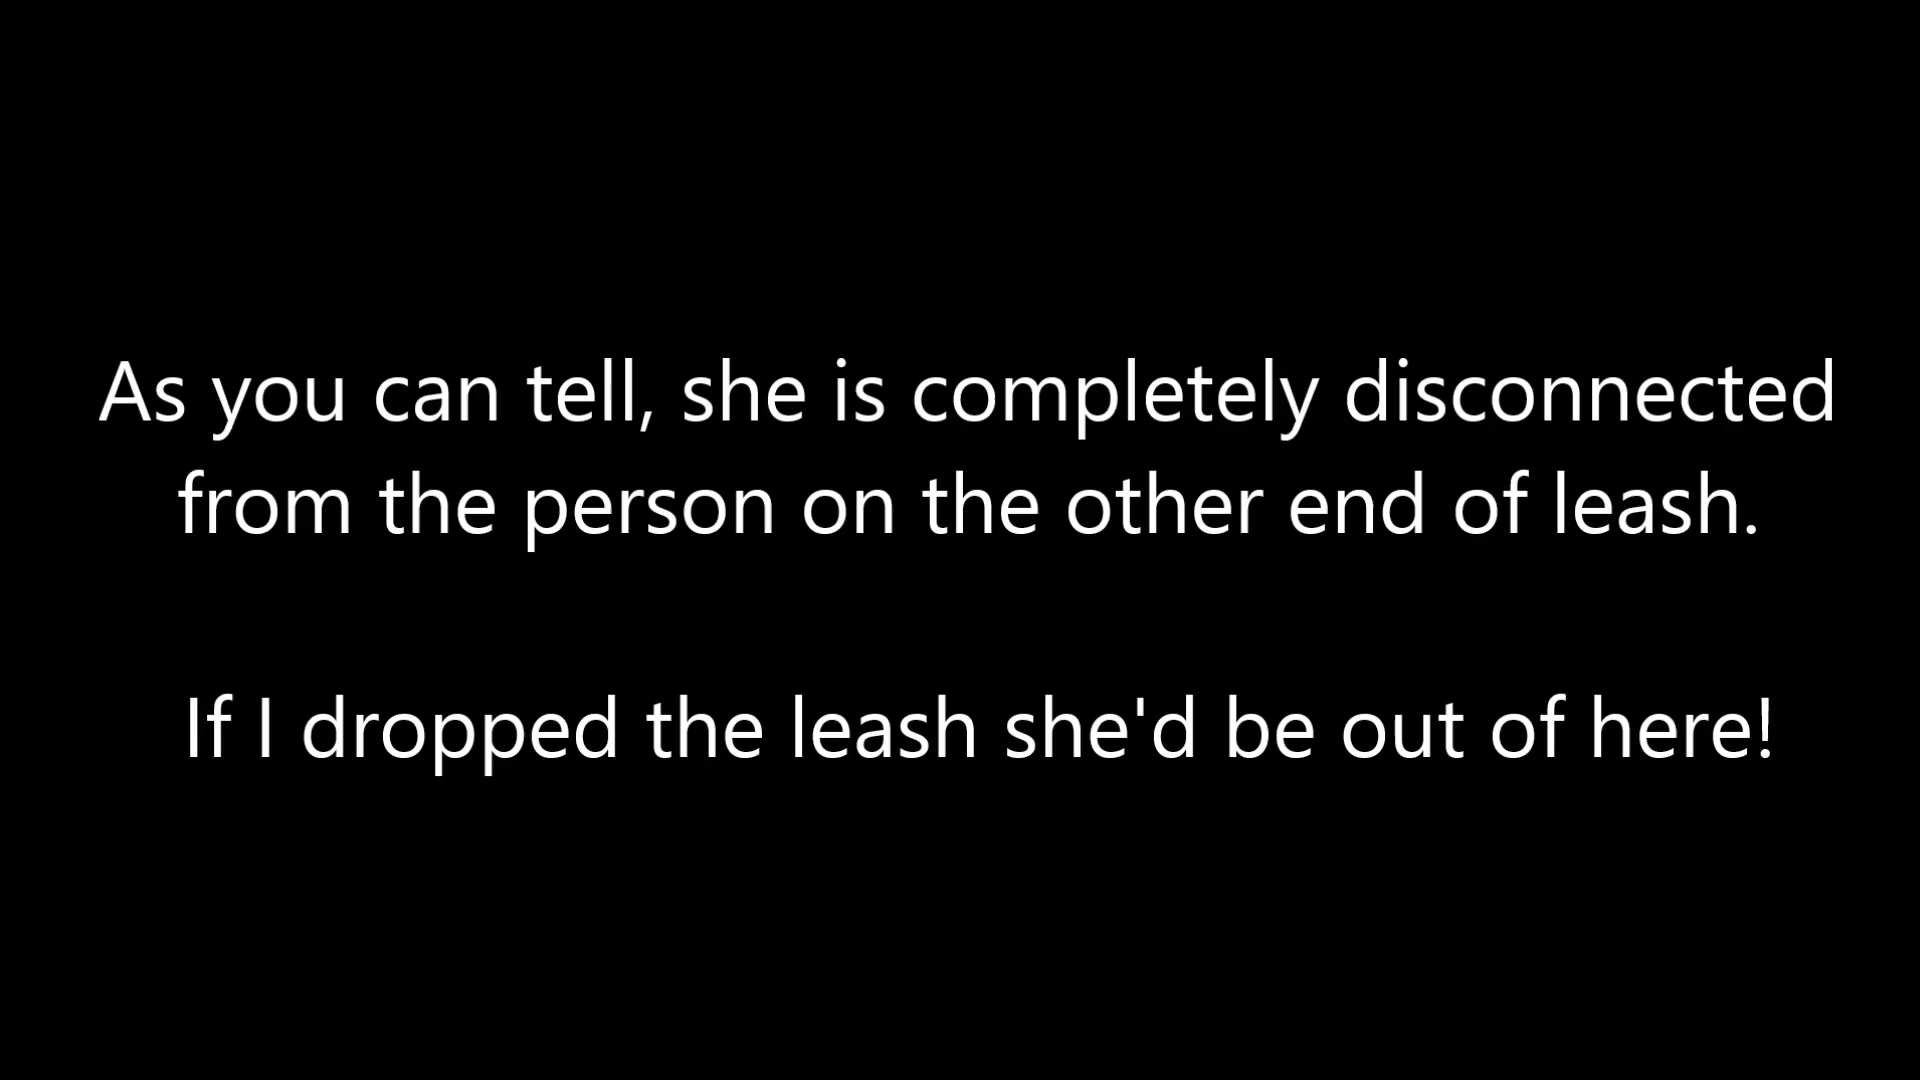 As you can tell, she is completely disconnected
from the person on the other end of leash.
If I dropped the leash she'd be out of here!